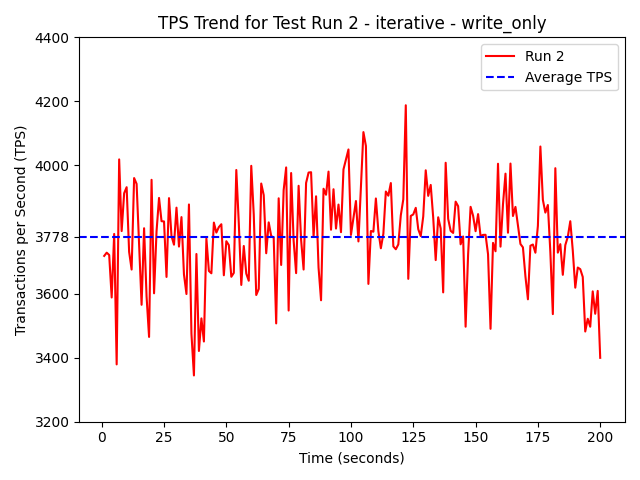 TPS Trend for Test Run 2 - iterative - write_only
Run 2
Average TPS
Transactions per Second (TPS)
4400
4200
4000
3778
3600
3400
3200
0 25 50 75 100 125 150 175 200
Time (seconds)